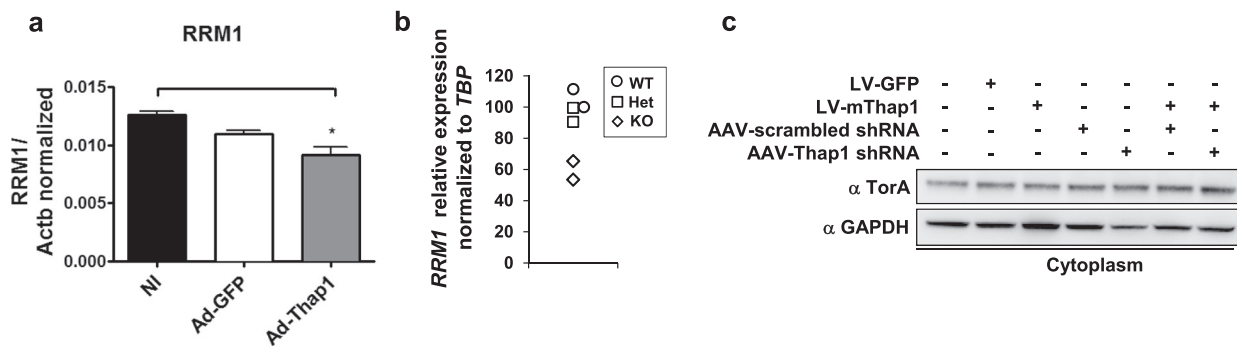 a
RRM1
RRM1/
Actb normalized
0.015
0.010
0.005
0.000
*
NI
Ad-GFP
Ad-Thap1
b
RRM1 relative expression
normalized to TBP
120
100
80
60
40
20
0
WT
Het
KO
c
LV-GFP - + - - - - -
LV-mThap1 - - + - - + +
AAV-scrambled shRNA - - - + - + -
AAV-Thap1 shRNA - - - - + - +
α TorA
α GAPDH
Cytoplasm